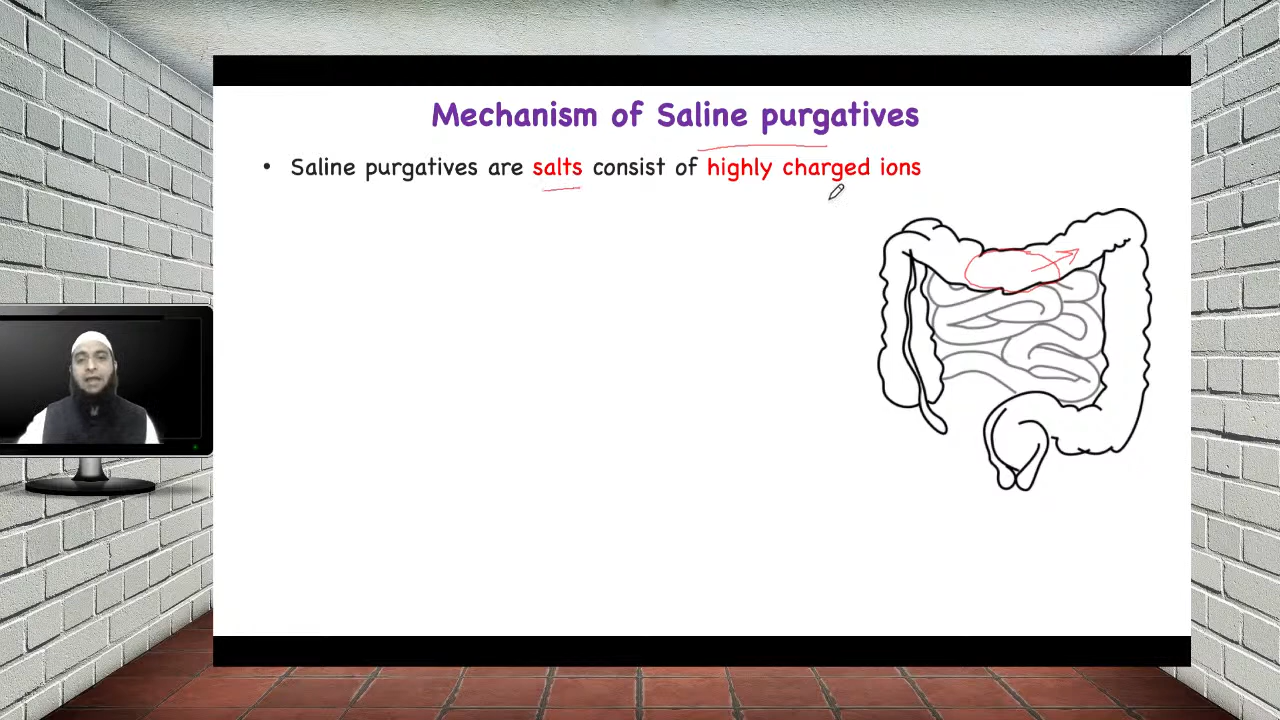 Mechanism of Saline purgatives
• Saline purgatives are salts consist of highly charged ions